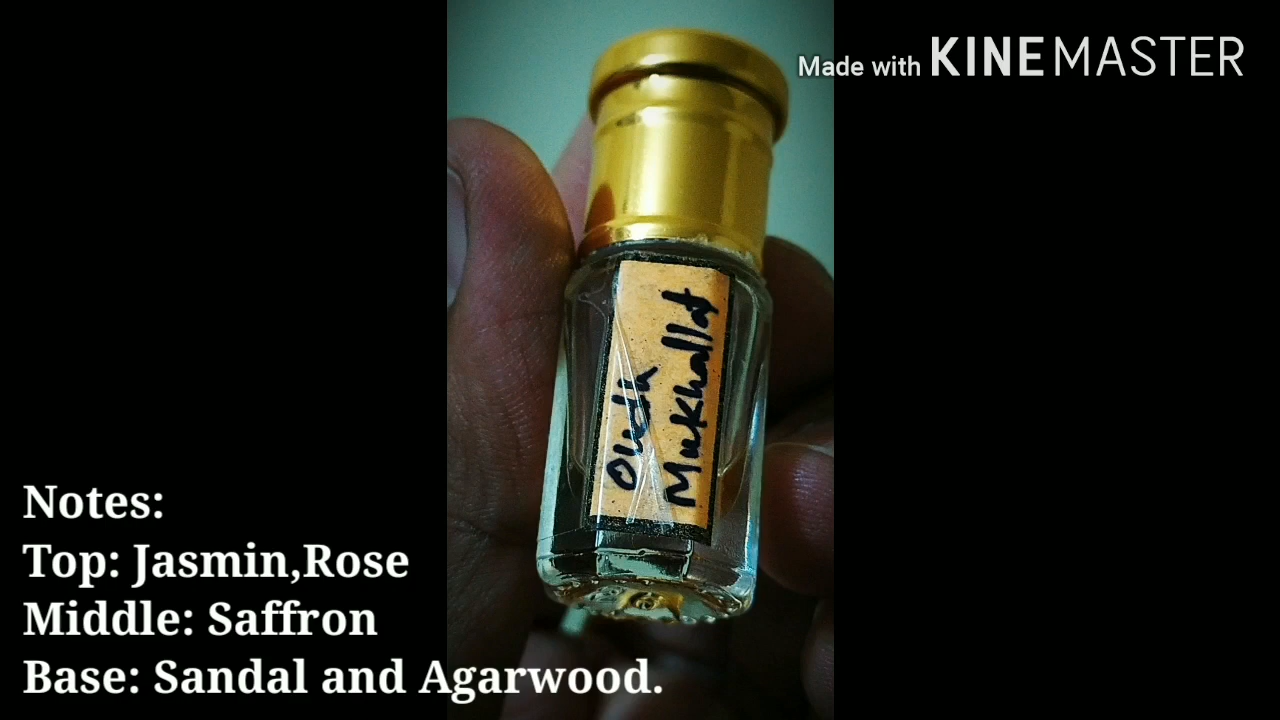 Made with KINEMASTER
Oudh
Mukhallat
Notes:
Top: Jasmin,Rose
Middle: Saffron
Base: Sandal and Agarwood.